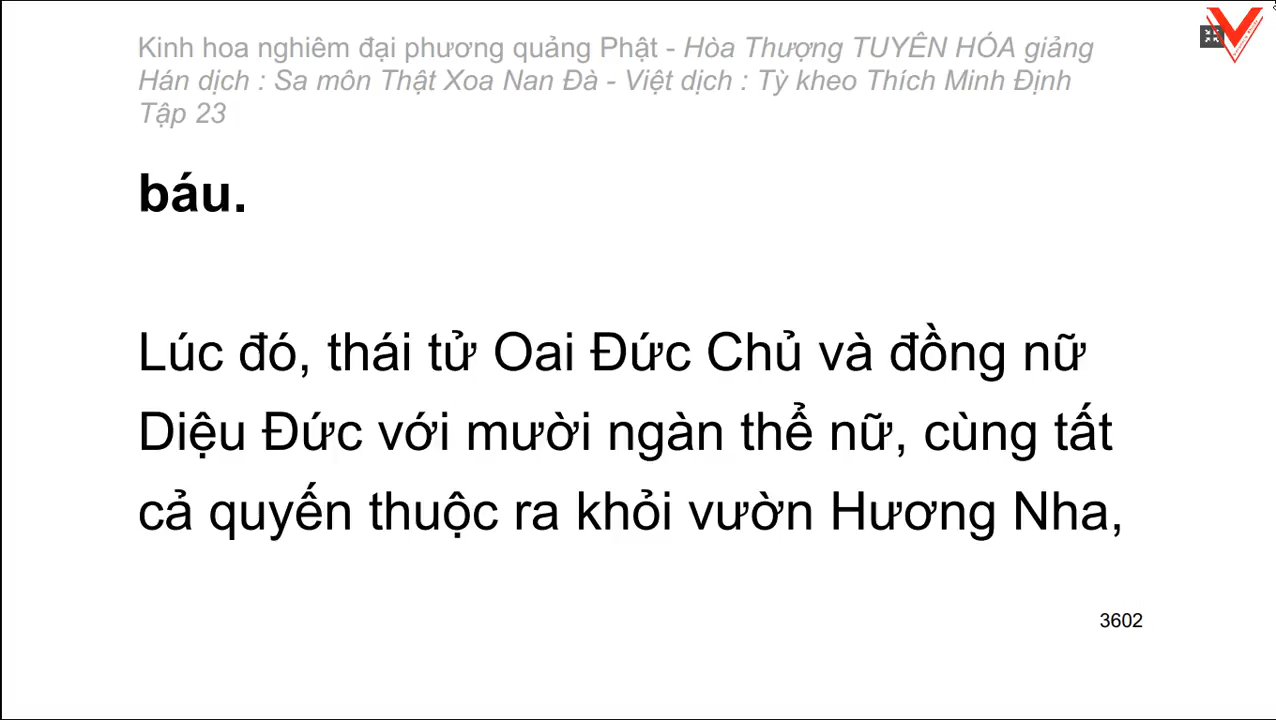 Kinh hoa nghiêm đại phương quảng Phật - Hòa Thượng TUYÊN HÓA giảng
Hán dịch : Sa môn Thật Xoa Nan Đà - Việt dịch : Tỳ kheo Thích Minh Định
Tập 23
báu.
Lúc đó, thái tử Oai Đức Chủ và đồng nữ
Diệu Đức với mười ngàn thể nữ, cùng tất
cả quyến thuộc ra khỏi vườn Hương Nha,
3602